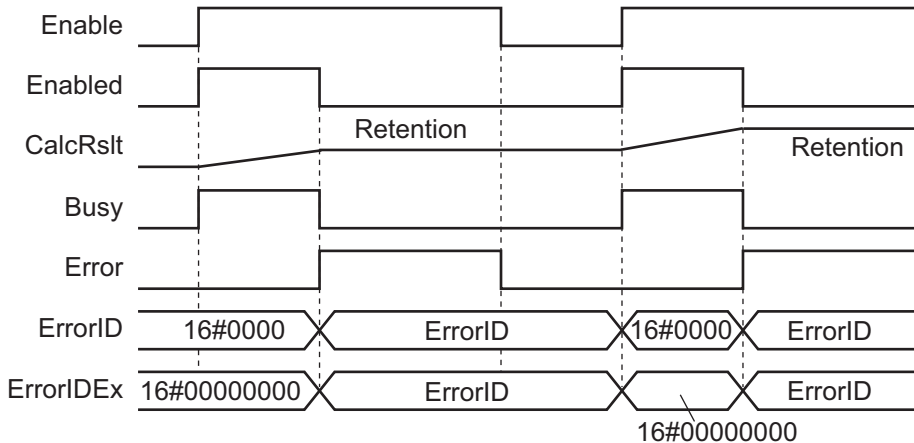 Enable
Enabled
CalcRslt
Retention
Retention
Busy
Error
ErrorID
16#0000
ErrorID
16#0000
ErrorID
ErrorIDEx
16#00000000
ErrorID
ErrorID
16#00000000